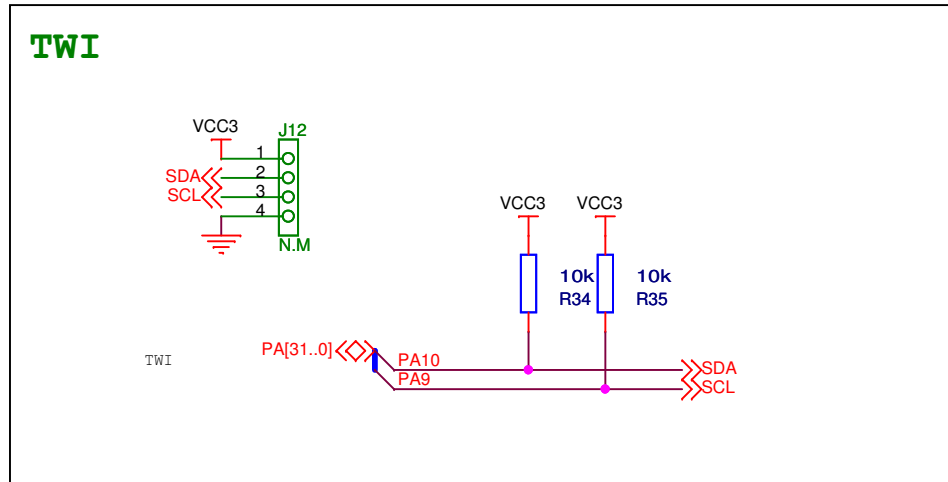 TWI
VCC3
J12
1
SDA 2
SCL 3
4
N.M
VCC3 VCC3
10k 10k
R34 R35
PA[31..0]
TWI
PA10 SDA
PA9 SCL